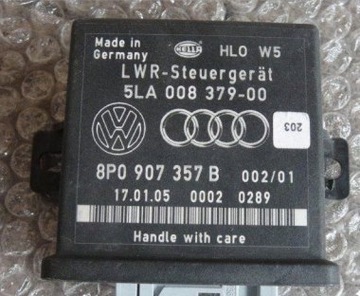 Made in
Germany
HELLA
HLO W5
LWR-Steuergerät
5LA 008 379-00
203
8P0 907 357 B 002/01
17.01.05 0002 0289
Handle with care